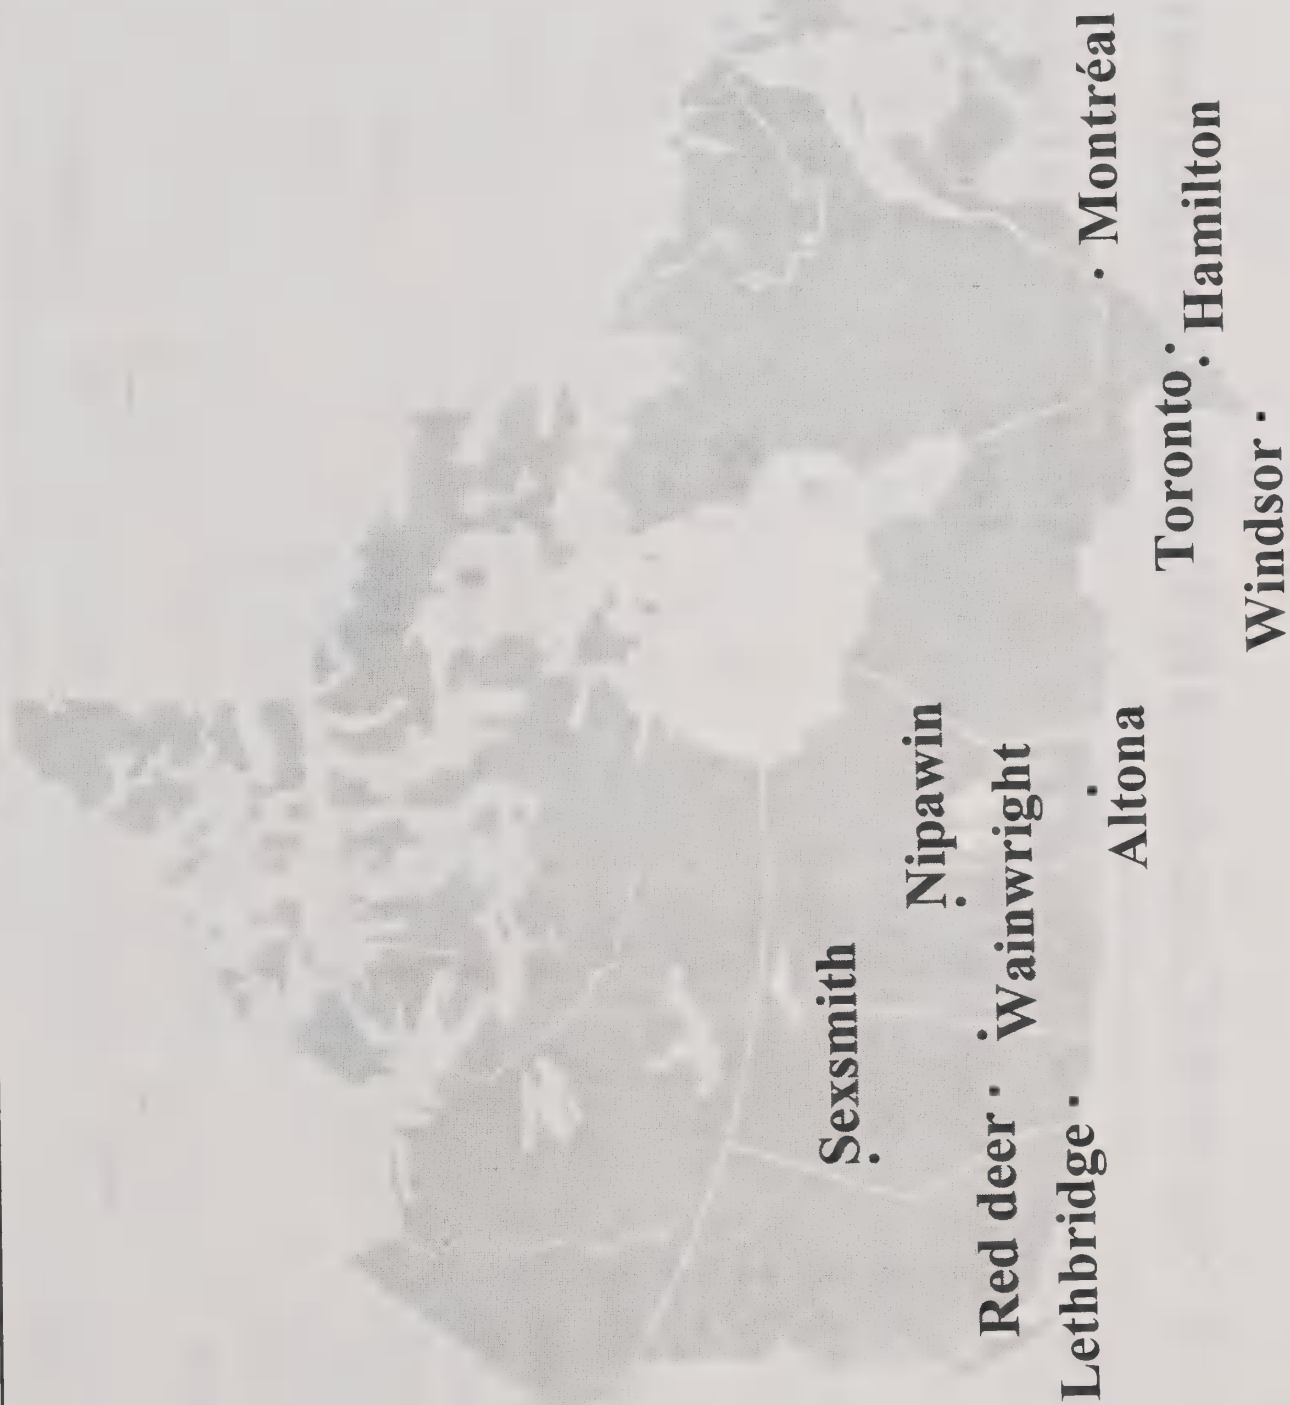 Sexsmith
Nipawin
Red deer
Wainwright
Lethbridge
Altona
Montréal
Toronto
Hamilton
Windsor